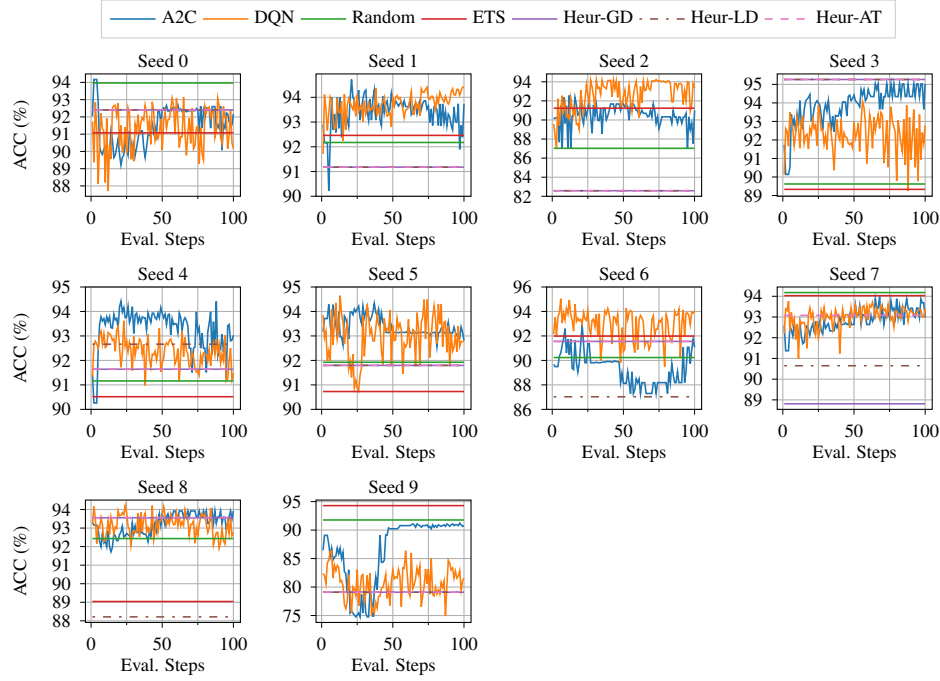 A2C DQN Random ETS Heur-GD Heur-LD Heur-AT
Seed 0 Seed 1 Seed 2 Seed 3
ACC (%)
94
93
92
91
90
89
88
0 50 100
Eval. Steps
94
93
92
91
90
0 50 100
Eval. Steps
94
92
90
88
86
84
82
0 50 100
Eval. Steps
95
94
93
92
91
90
89
0 50 100
Eval. Steps
Seed 4 Seed 5 Seed 6 Seed 7
ACC (%)
95
94
93
92
91
90
0 50 100
Eval. Steps
95
94
93
92
91
90
0 50 100
Eval. Steps
96
94
92
90
88
86
0 50 100
Eval. Steps
94
93
92
91
90
89
0 50 100
Eval. Steps
Seed 8 Seed 9
ACC (%)
94
93
92
91
90
89
88
0 50 100
Eval. Steps
95
90
85
80
75
0 50 100
Eval. Steps